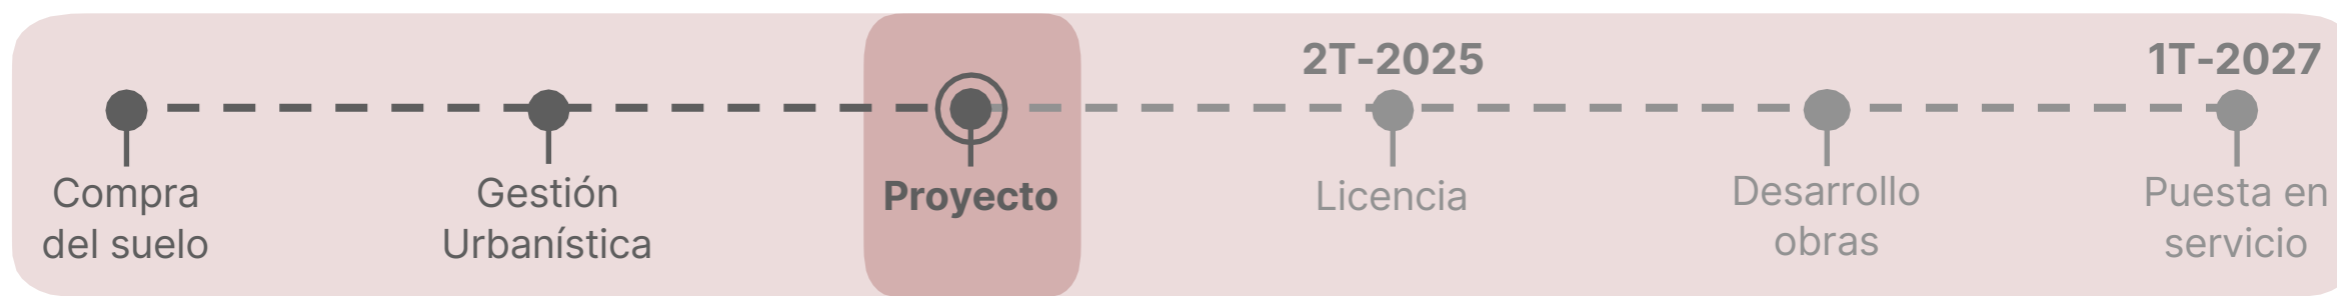 2T-2025
1T-2027
Compra
del suelo
Gestión
Urbanística
Proyecto
Licencia
Desarrollo
obras
Puesta en
servicio